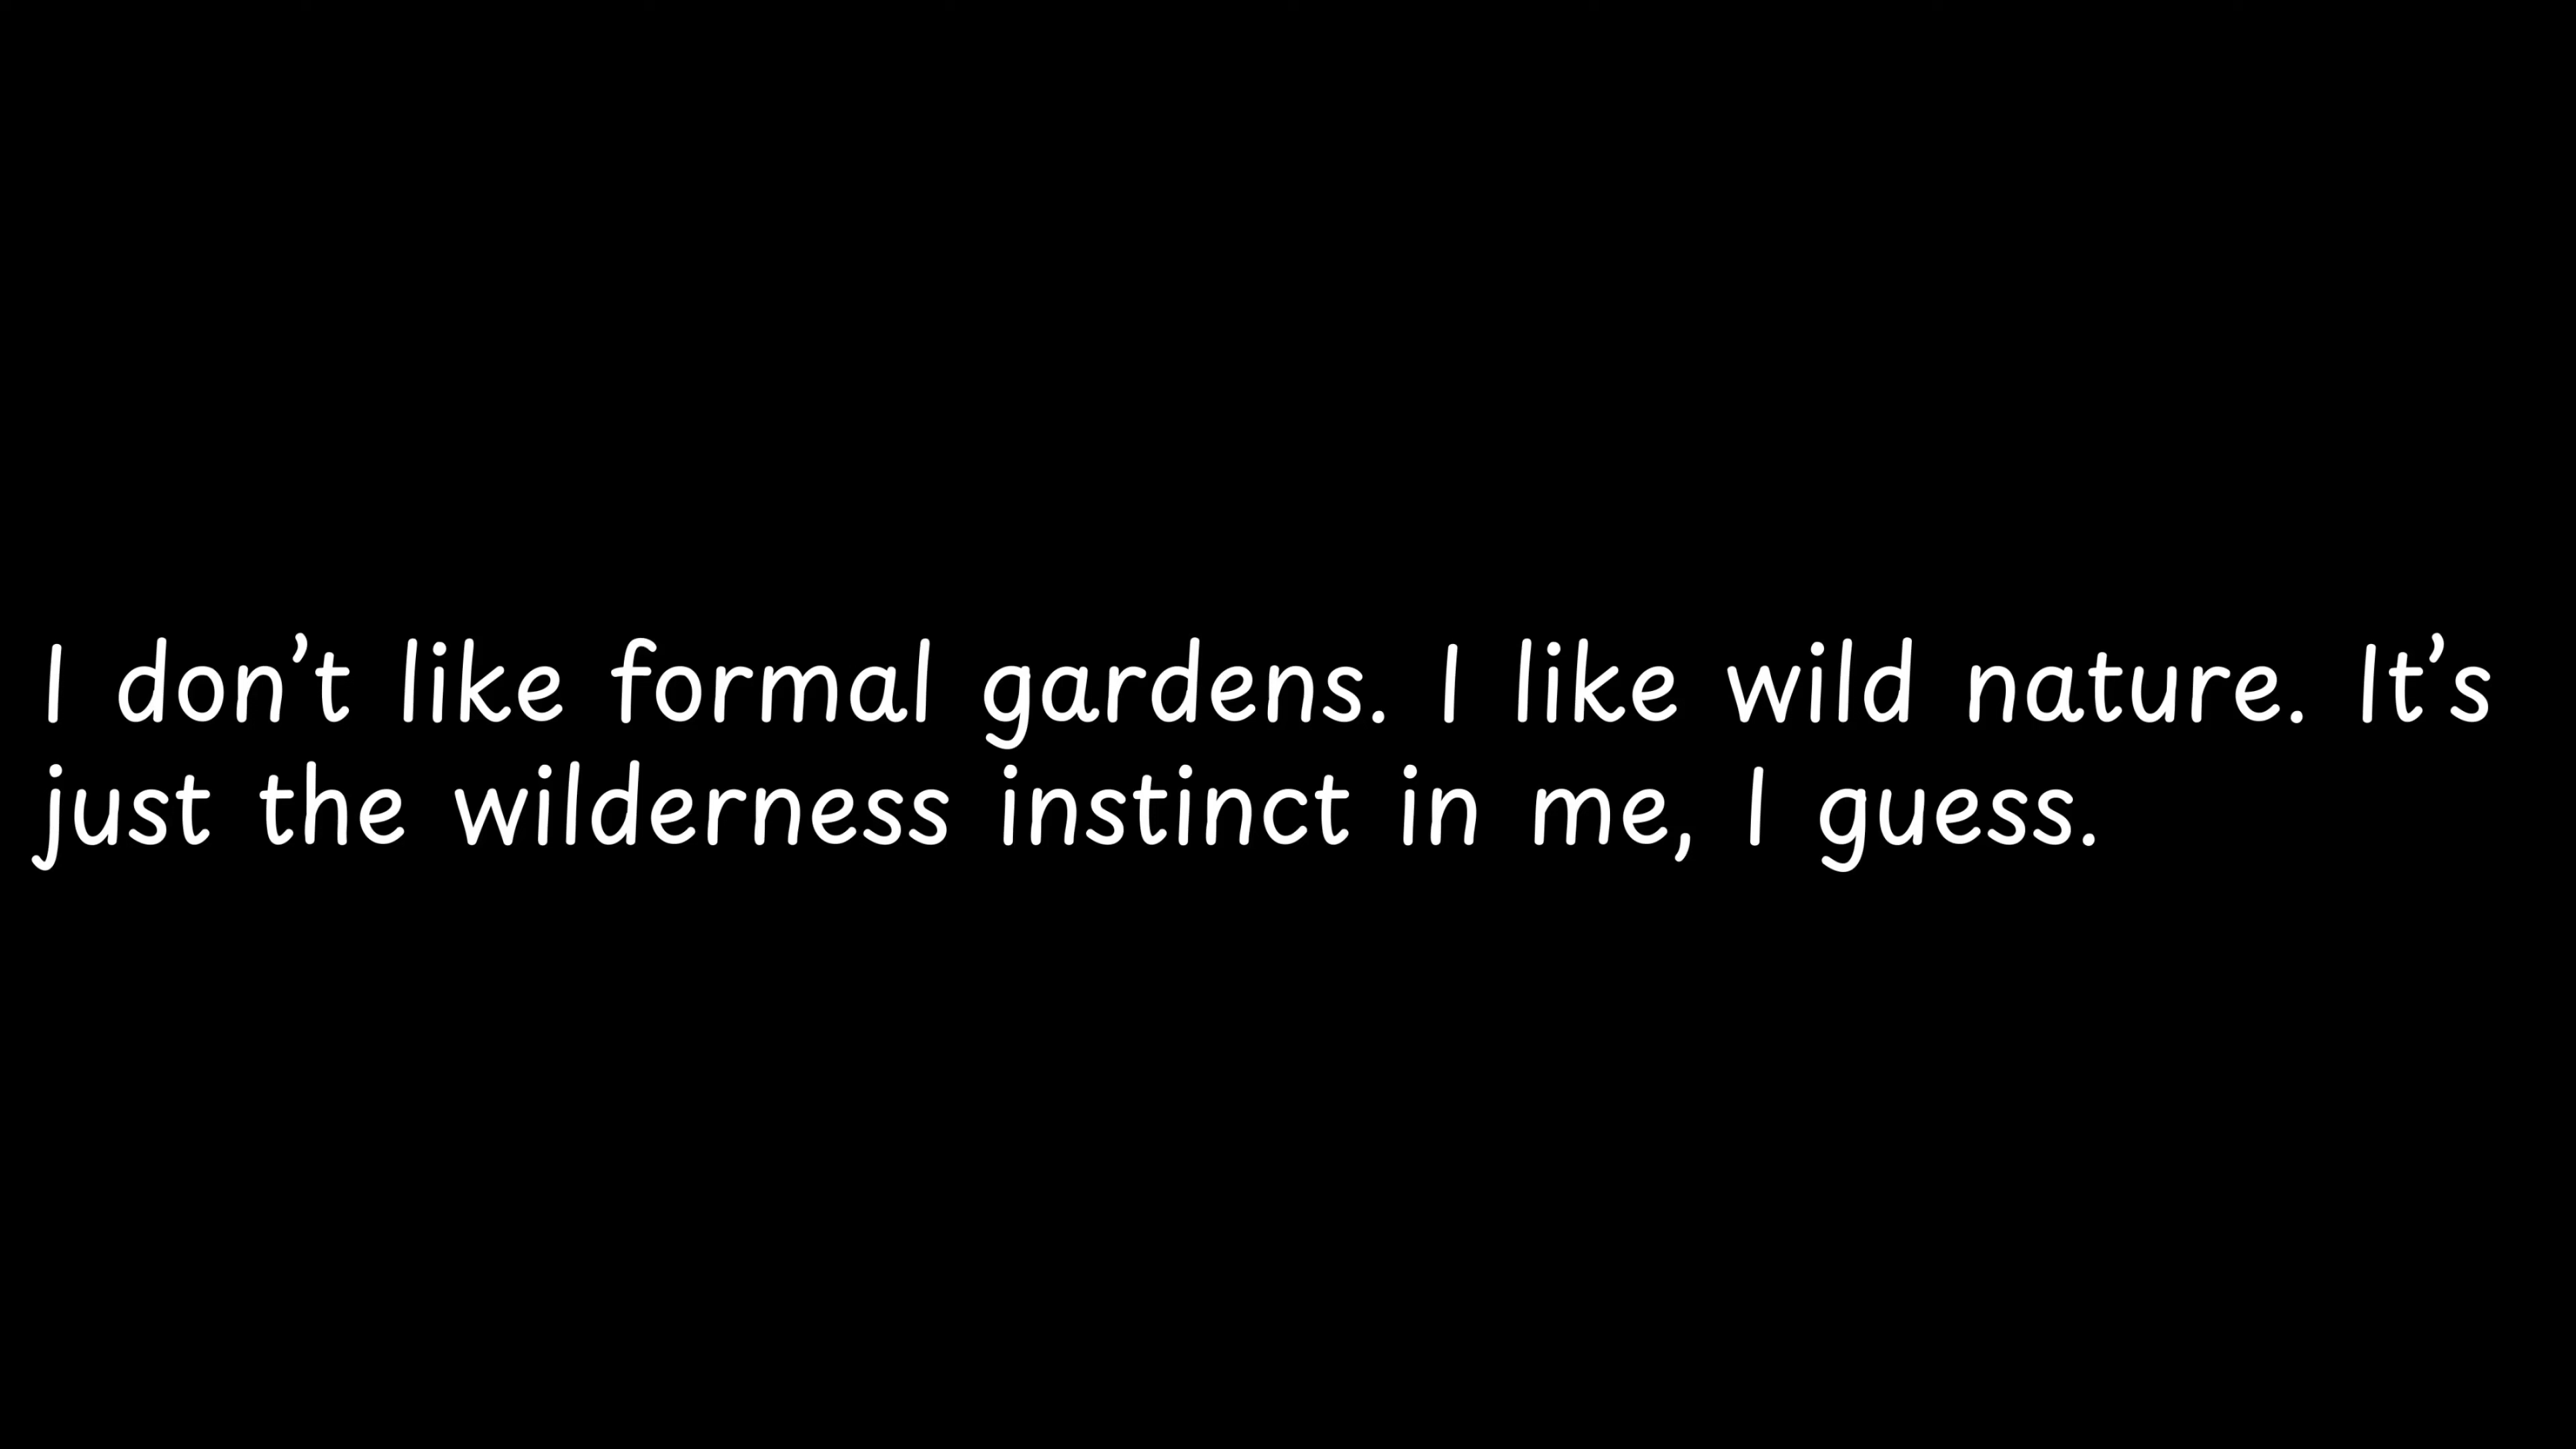 I don’t like formal gardens. I like wild nature. It’s
just the wilderness instinct in me, I guess.